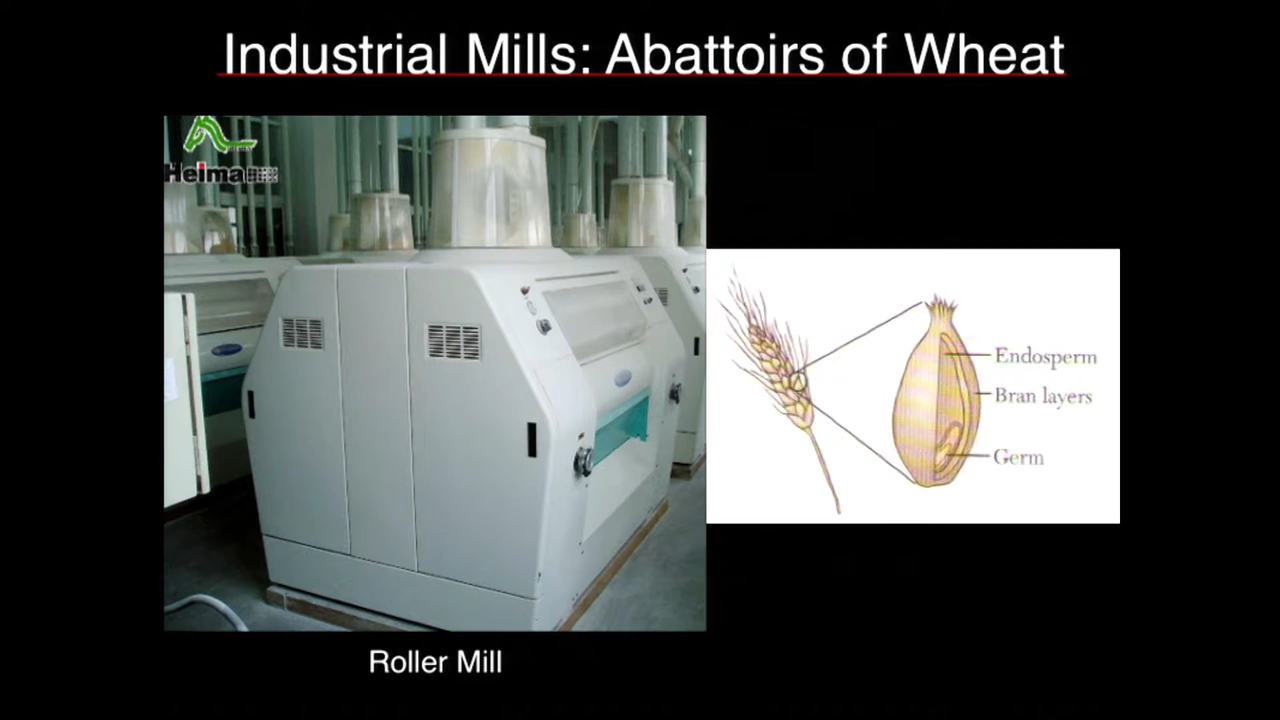 Industrial Mills: Abattoirs of Wheat
Heima
Endosperm
Bran layers
Germ
Roller Mill